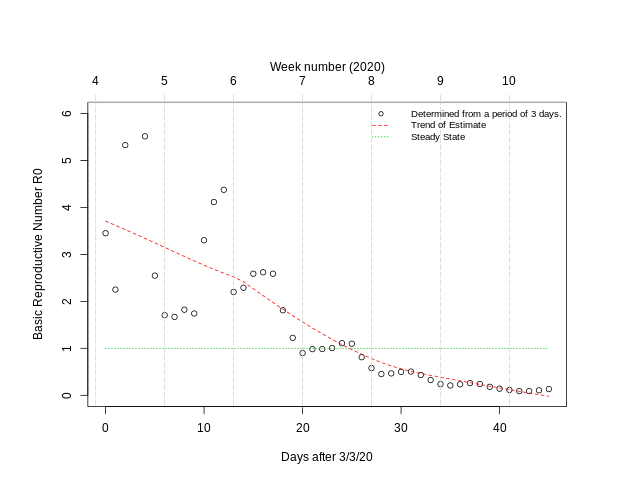 Week number (2020)
4 5 6 7 8 9 10
Determined from a period of 3 days.
Trend of Estimate
Steady State
Basic Reproductive Number R0
6
5
4
3
2
1
0
0 10 20 30 40
Days after 3/3/20